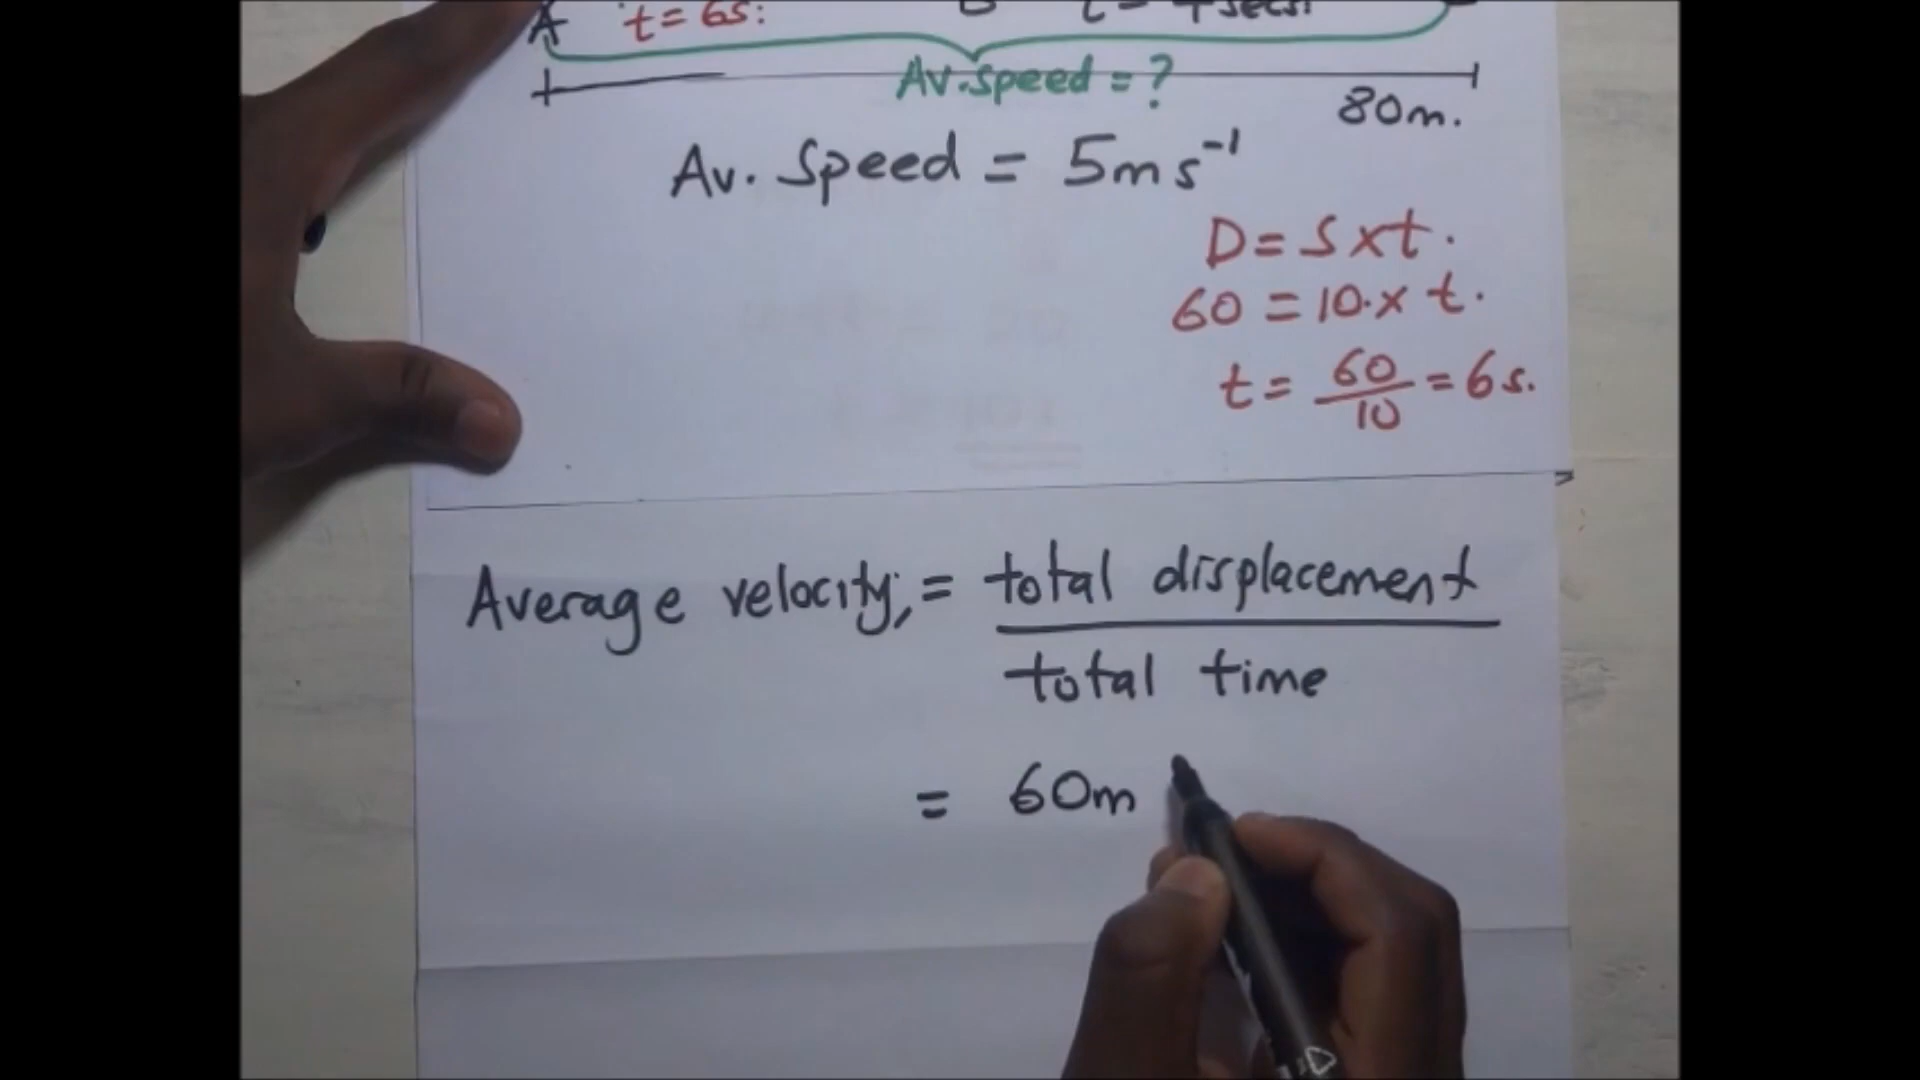 A t = 6s.
Av.speed = ?
80m.
Av. Speed = 5ms⁻¹
D = S x t.
60 = 10.x t.
t = 60/10 = 6s.
Average velocity, = total displacement
total time
= 60m